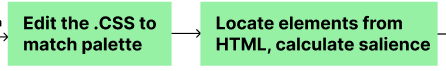 Edit the .CSS to
match palette
Locate elements from
HTML, calculate salience